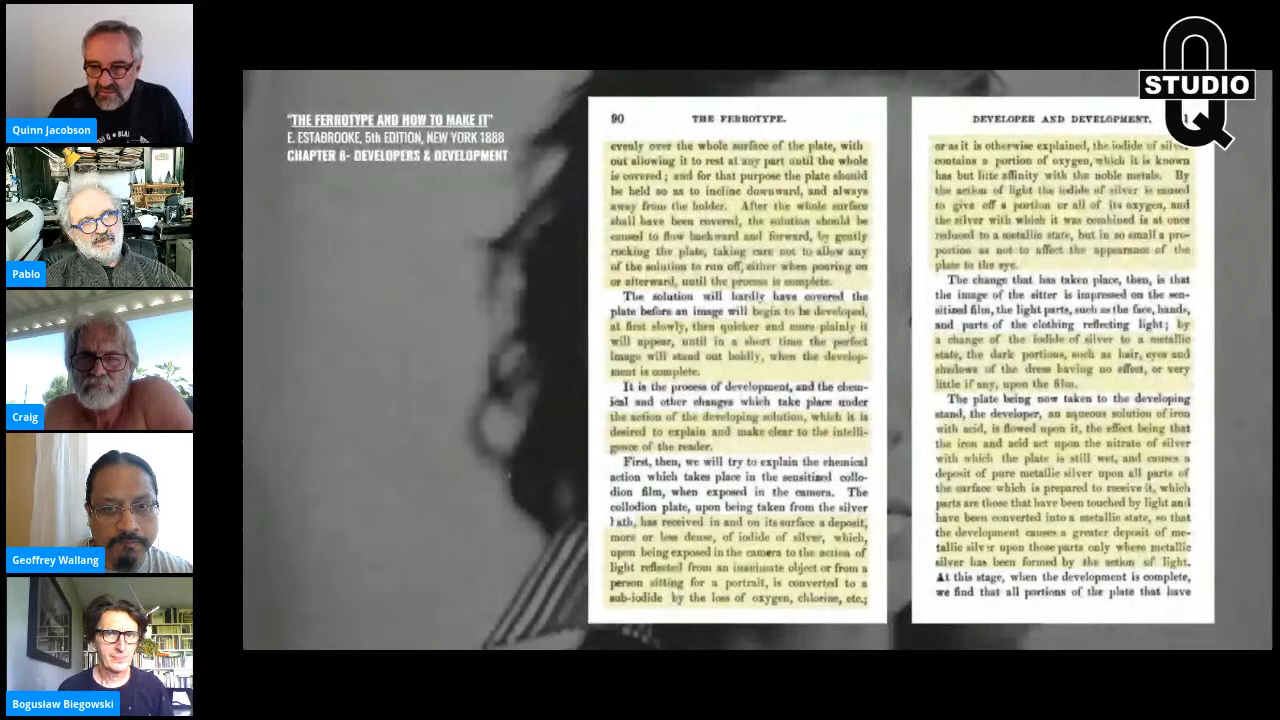 Quinn Jacobson
Pablo
Craig
Geoffrey Wallang
Bogusław Biegowski
STUDIO
Q
"THE FERROTYPE AND HOW TO MAKE IT"
E. ESTABROOKE, 5th EDITION, NEW YORK 1888
CHAPTER 8- DEVELOPERS & DEVELOPMENT
90 THE FERROTYPE.
evenly over the whole surface of the plate, with
out allowing it to rest at any part until the whole
is covered; and for that purpose the plate should
be held so as to incline downward, and always
away from the holder. After the whole surface
shall have been covered, the solution should be
caused to flow backward and forward, by gently
rocking the plate, taking care not to allow any
of the solution to run off, either when pouring on
or afterward, until the process is complete.
The solution will hardly have covered the
plate before an image will begin to be developed,
at first slowly, then quicker and more plainly it
will appear, until in a short time the perfect
image will stand out boldly, when the develop-
ment is complete.
It is the process of development, and the chem-
ical and other changes which take place under
the action of the developing solution, which it is
desired to explain and make clear to the intelli-
gence of the reader.
First, then, we will try to explain the chemical
action which takes place in the sensitized collo-
dion film, when exposed in the camera. The
collodion plate, upon being taken from the silver
bath, has received in and on its surface a deposit,
more or less dense, of iodide of silver, which,
upon being exposed in the camera to the action of
light reflected from an inanimate object or from a
person sitting for a portrait, is converted to a
sub-iodide by the loss of oxygen, chlorine, etc.;
DEVELOPER AND DEVELOPMENT.
or as it is otherwise explained, the iodide of silver
contains a portion of oxygen, which it is known
has but litte affinity with the noble metals. By
the action of light the iodide of silver is caused
to give off a portion or all of its oxygen, and
the silver with which it was combined is at once
reduced to a metallic state, but in so small a pro-
portion as not to affect the appearance of the
plate to the eye.
The change that has taken place, then, is that
the image of the sitter is impressed on the sen-
sitized film, the light parts, such as the face, hands,
and parts of the clothing reflecting light; by
a change of the iodide of silver to a metallic
state, the dark portions, such as hair, eyes and
shadows of the dress having no effect, or very
little if any, upon the film.
The plate being now taken to the developing
stand, the developer, an aqueous solution of iron
with acid, is flowed upon it, the effect being that
the iron and acid act upon the nitrate of silver
with which the plate is still wet, and causes a
deposit of pure metallic silver upon all parts of
the surface which is prepared to receive it, which
parts are those that have been touched by light and
have been converted into a metallic state, so that
the development causes a greater deposit of me-
tallic silver upon those parts only where metallic
silver has been formed by the action of light.
At this stage, when the development is complete,
we find that all portions of the plate that have